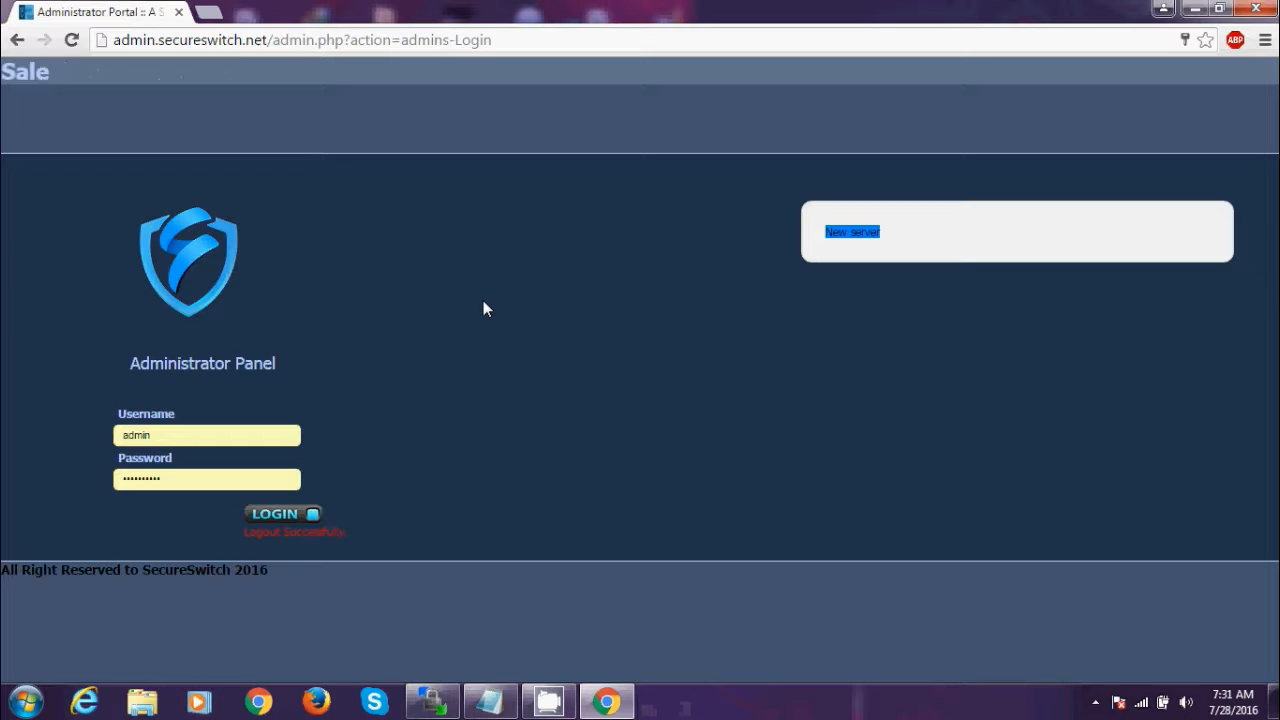 Administrator Portal :: A S
admin.secureswitch.net/admin.php?action=admins-Login
ABP
Sale
New server
Administrator Panel
Username
admin
Password
••••••••••
LOGIN
Logout Successfully.
All Right Reserved to SecureSwitch 2016
7:31 AM
7/28/2016